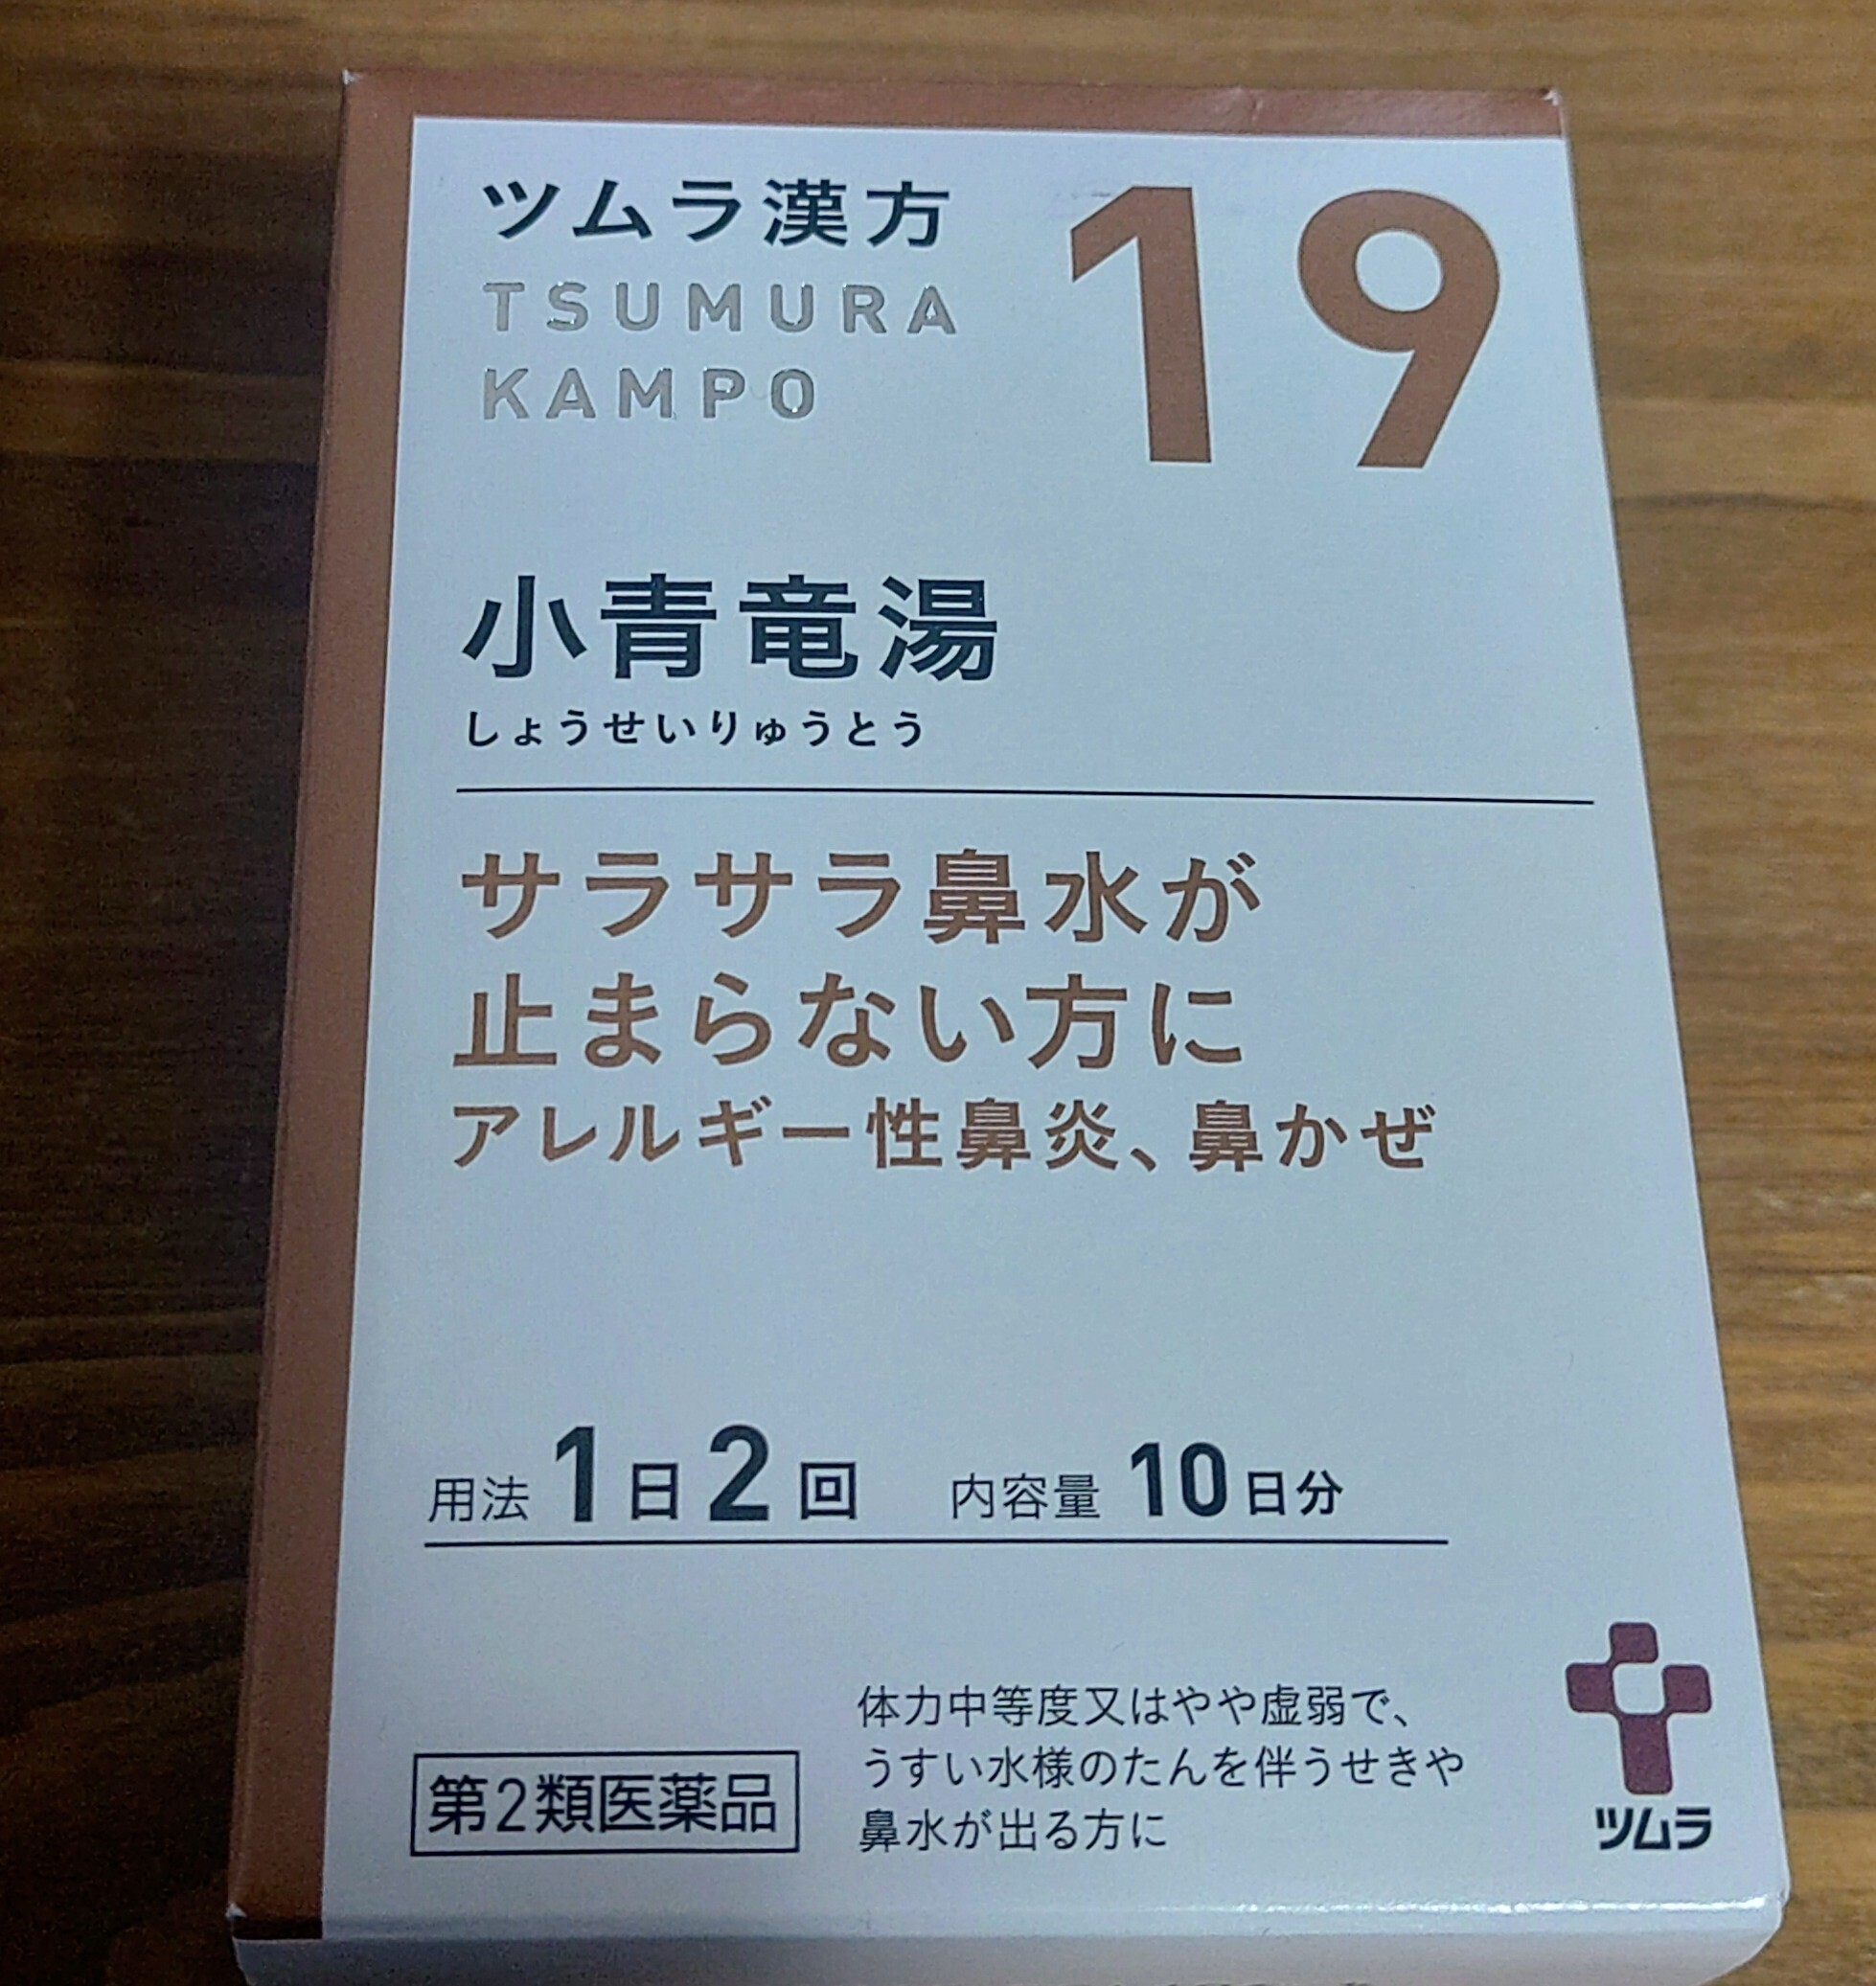 ツムラ漢方
TSUMURA
KAMPO
19
小青竜湯
しょうせいりゅうとう
サラサラ鼻水が
止まらない方に
アレルギー性鼻炎、鼻かぜ
用法 1日2回 内容量 10日分
第2類医薬品
体力中等度又はやや虚弱で、
うすい水様のたんを伴うせきや
鼻水が出る方に
ツムラ